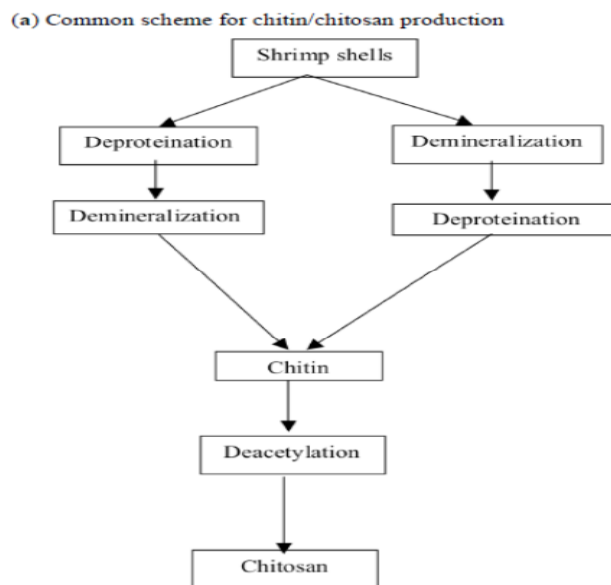 (a) Common scheme for chitin/chitosan production
Shrimp shells
Deproteination
Demineralization
Demineralization
Deproteination
Chitin
Deacetylation
Chitosan